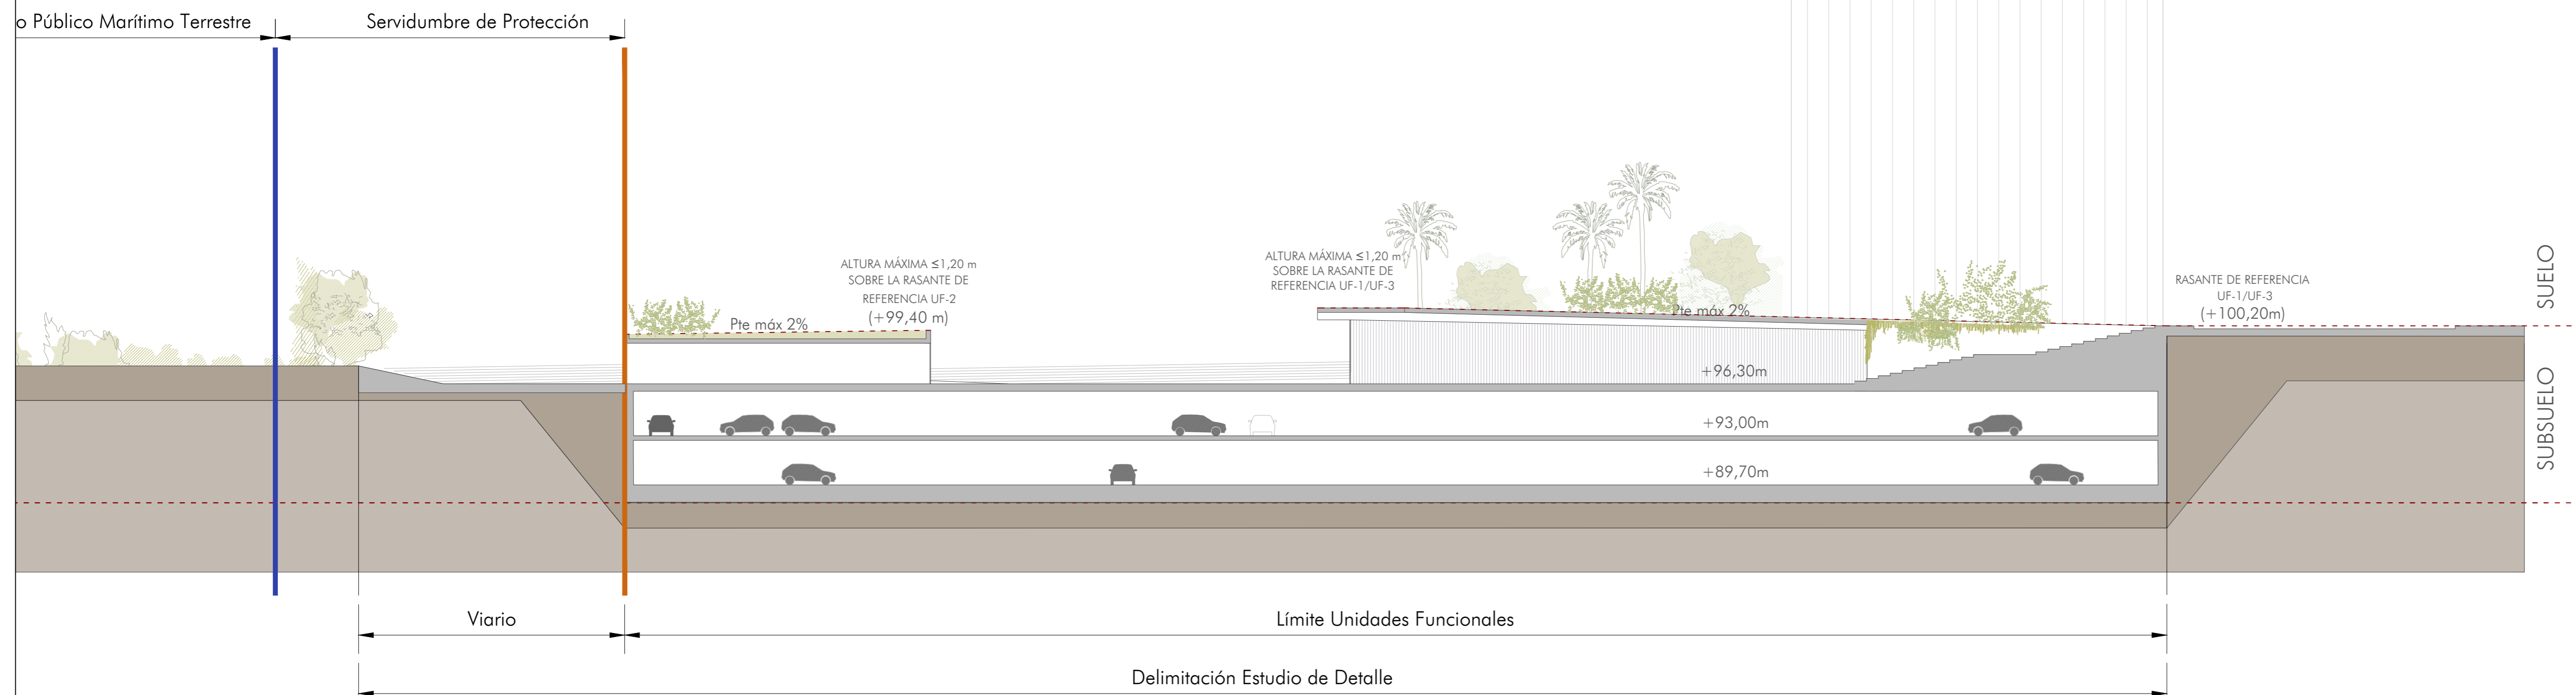 o Público Marítimo Terrestre
Servidumbre de Protección
ALTURA MÁXIMA ≤1,20 m
SOBRE LA RASANTE DE
REFERENCIA UF-2
(+99,40 m)
Pte máx 2%
ALTURA MÁXIMA ≤1,20 m
SOBRE LA RASANTE DE
REFERENCIA UF-1/UF-3
Pte máx 2%
RASANTE DE REFERENCIA
UF-1/UF-3
(+100,20m)
SUELO
SUBSUELO
+96,30m
+93,00m
+89,70m
Viario
Límite Unidades Funcionales
Delimitación Estudio de Detalle